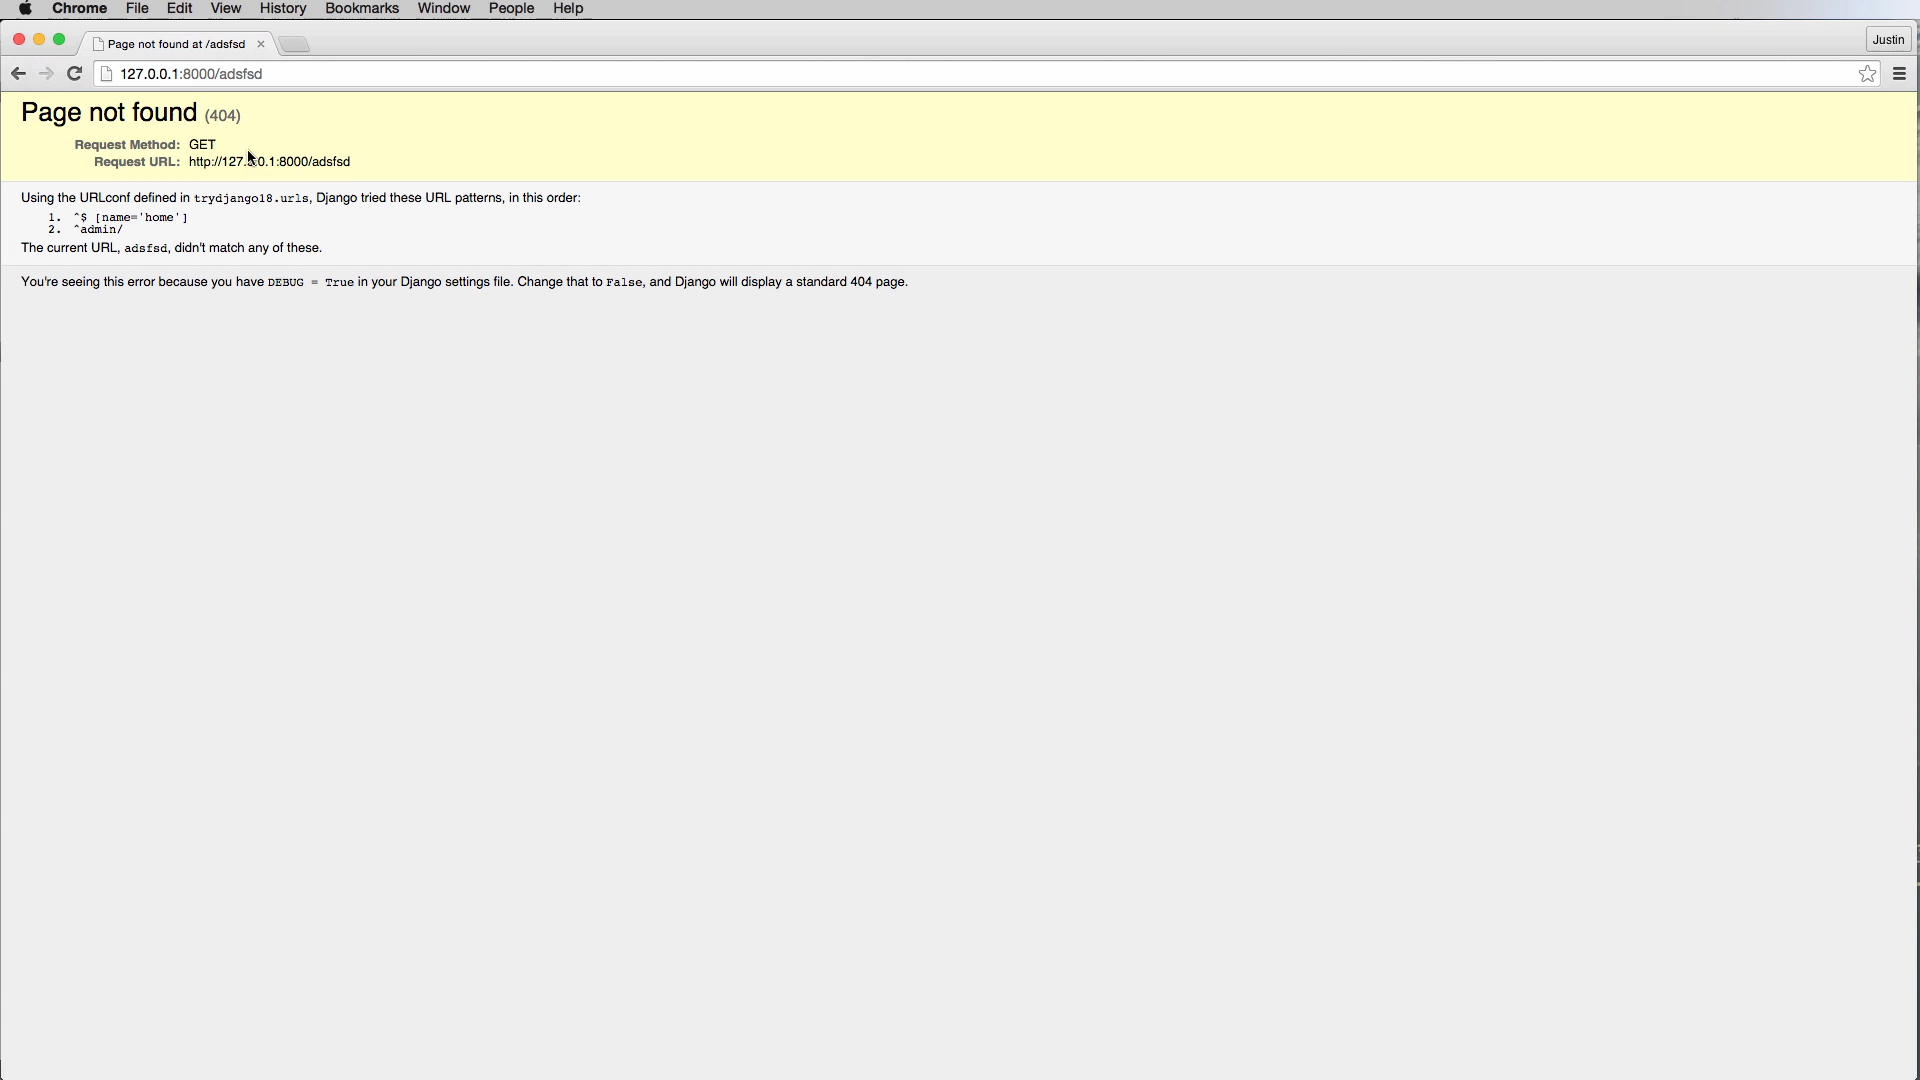 Chrome File Edit View History Bookmarks Window People Help
Page not found at /adsfsd
Justin
127.0.0.1:8000/adsfsd
Page not found (404)
Request Method: GET
Request URL: http://127.0.0.1:8000/adsfsd
Using the URLconf defined in trydjango18.urls, Django tried these URL patterns, in this order:
1. ^$ [name='home']
2. ^admin/
The current URL, adsfsd, didn't match any of these.
You're seeing this error because you have DEBUG = True in your Django settings file. Change that to False, and Django will display a standard 404 page.